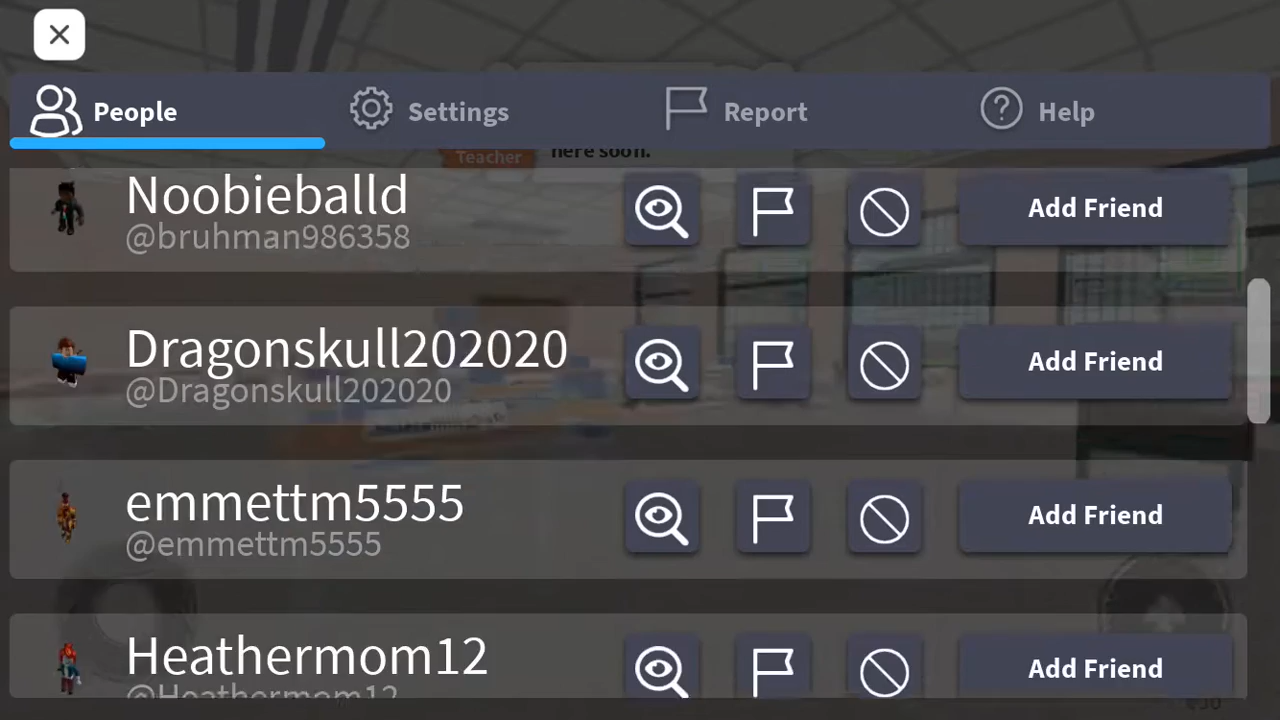 People
Settings
Report
Help
Teacher
here soon.
Noobieballd
@bruhman986358
Add Friend
Dragonskull202020
@Dragonskull202020
Add Friend
emmettm5555
@emmettm5555
Add Friend
Heathermom12
@Heathermom12
Add Friend